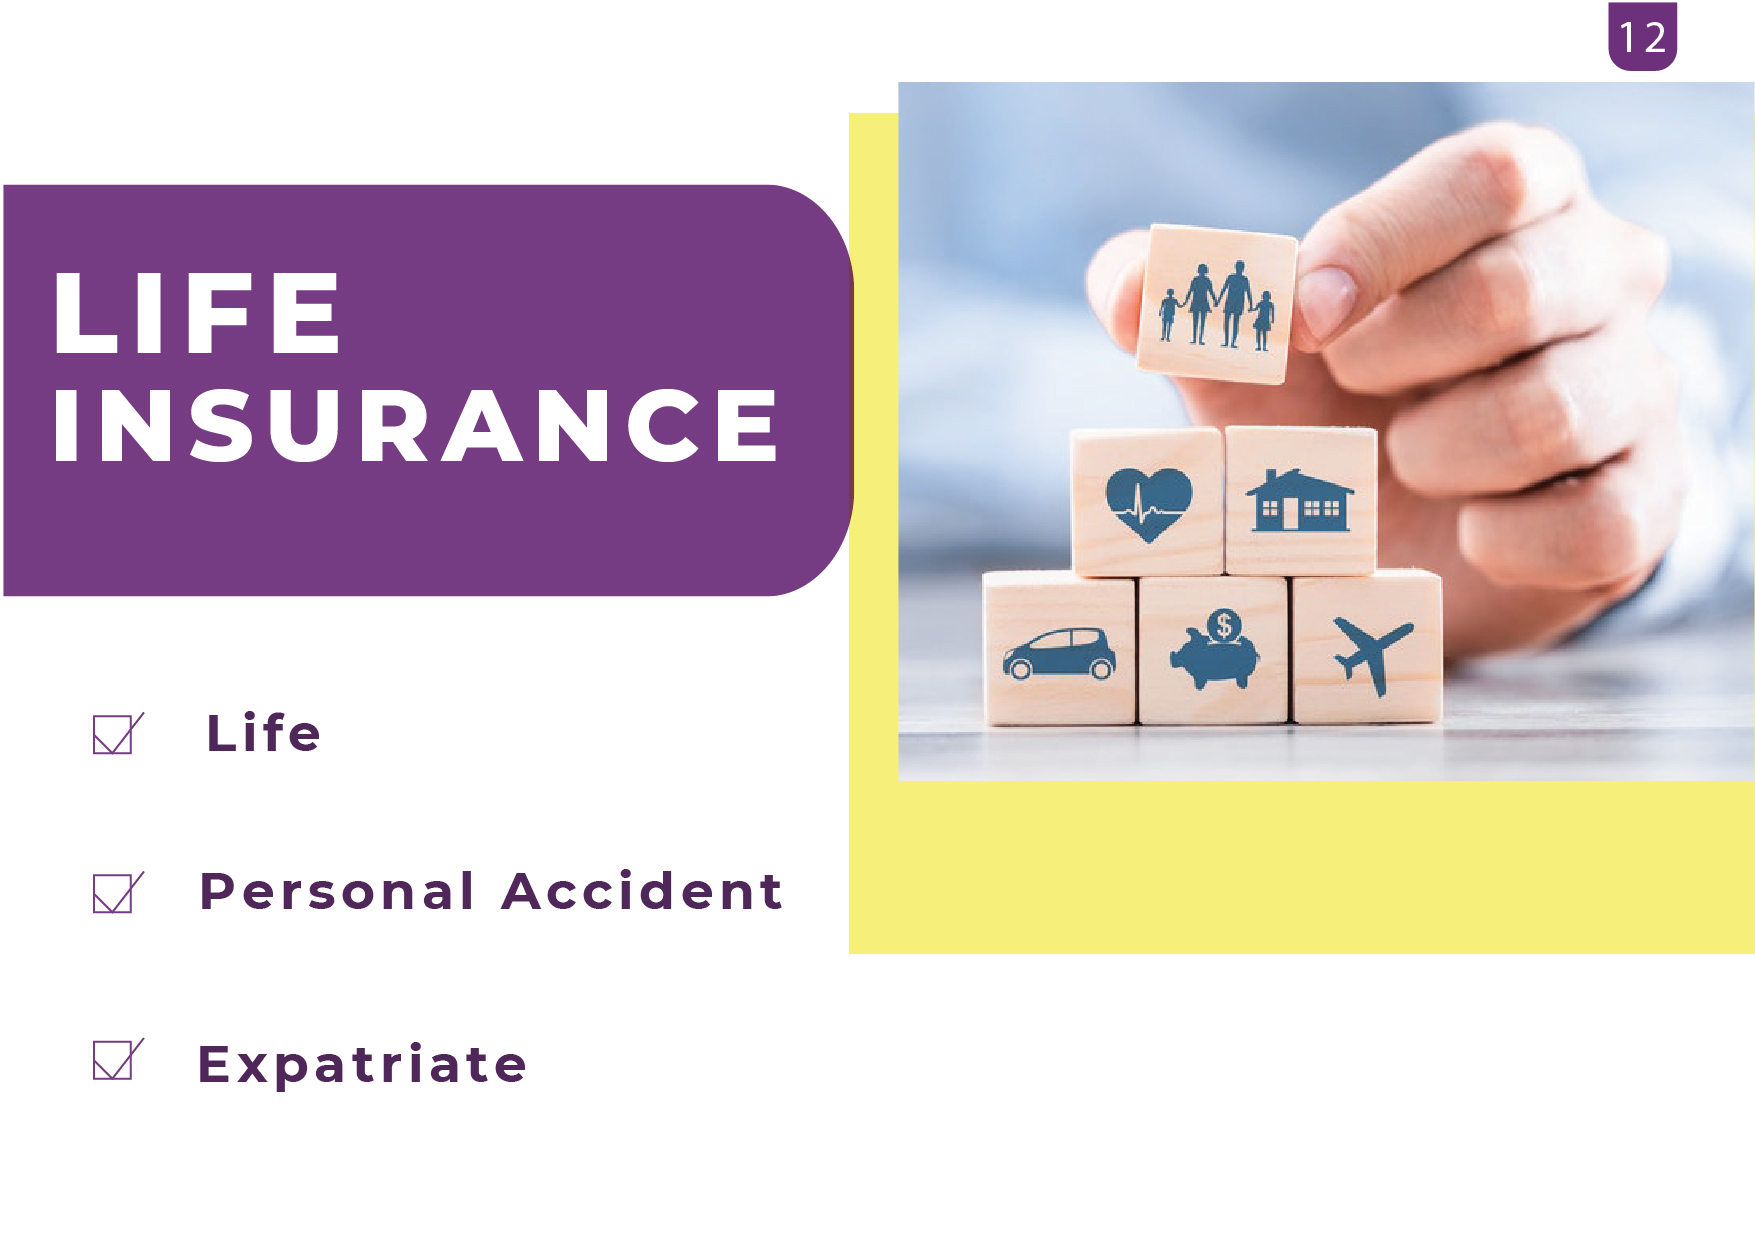 12
LIFE
INSURANCE
$
Life
Personal Accident
Expatriate